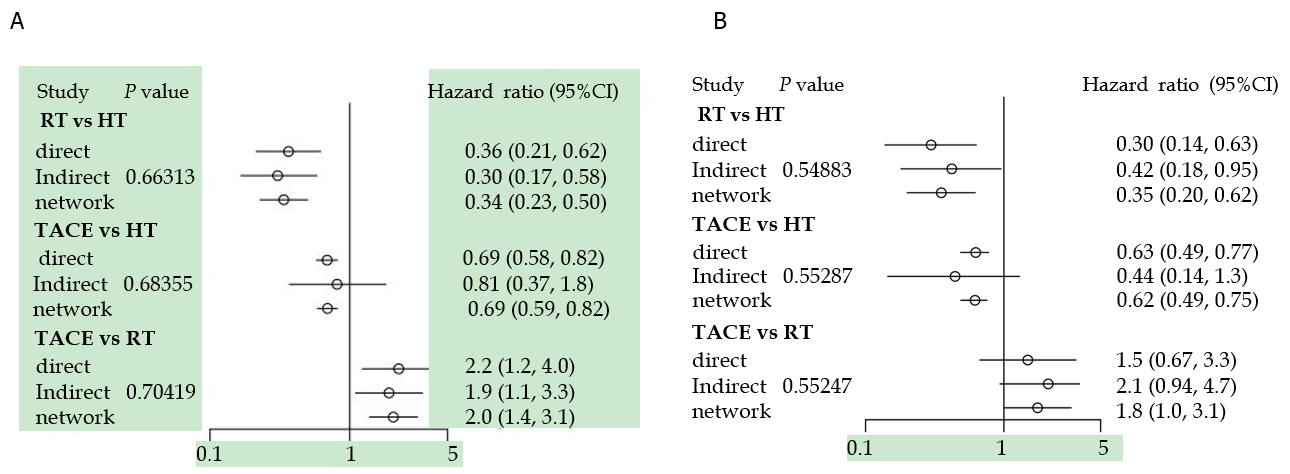 A
Study P value Hazard ratio (95%CI)
RT vs HT
direct 0.36 (0.21, 0.62)
Indirect 0.66313 0.30 (0.17, 0.58)
network 0.34 (0.23, 0.50)
TACE vs HT
direct 0.69 (0.58, 0.82)
Indirect 0.68355 0.81 (0.37, 1.8)
network 0.69 (0.59, 0.82)
TACE vs RT
direct 2.2 (1.2, 4.0)
Indirect 0.70419 1.9 (1.1, 3.3)
network 2.0 (1.4, 3.1)
0.1 1 5
B
Study P value Hazard ratio (95%CI)
RT vs HT
direct 0.30 (0.14, 0.63)
Indirect 0.54883 0.42 (0.18, 0.95)
network 0.35 (0.20, 0.62)
TACE vs HT
direct 0.63 (0.49, 0.77)
Indirect 0.55287 0.44 (0.14, 1.3)
network 0.62 (0.49, 0.75)
TACE vs RT
direct 1.5 (0.67, 3.3)
Indirect 0.55247 2.1 (0.94, 4.7)
network 1.8 (1.0, 3.1)
0.1 1 5